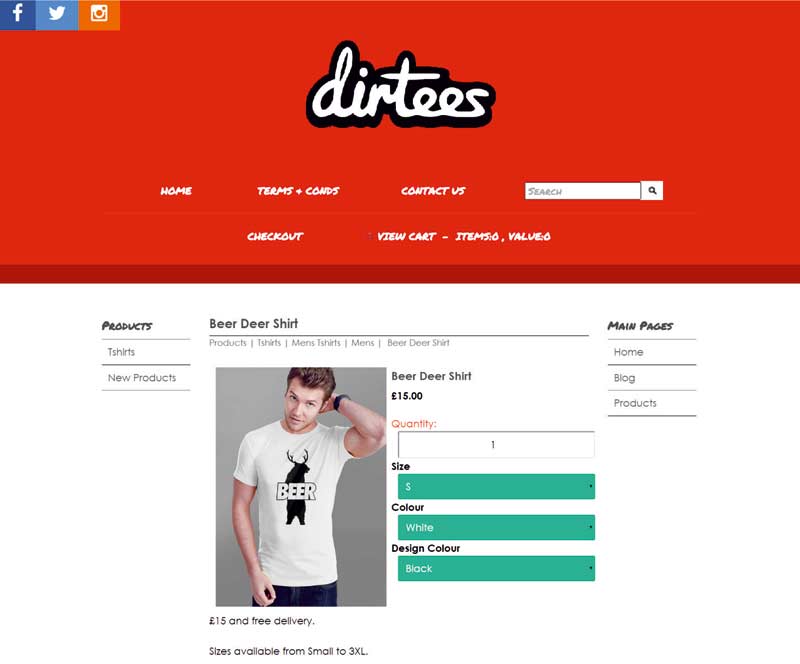 dirtees
HOME TERMS & CONDS CONTACT US Search
CHECKOUT VIEW CART - ITEMS:0 , VALUE:0
Products
Tshirts
New Products
Beer Deer Shirt
Products | Tshirts | Mens Tshirts | Mens | Beer Deer Shirt
BEER
Beer Deer Shirt
£15.00
Quantity:
1
Size
S
Colour
White
Design Colour
Black
£15 and free delivery.
Sizes available from Small to 3XL.
Main Pages
Home
Blog
Products